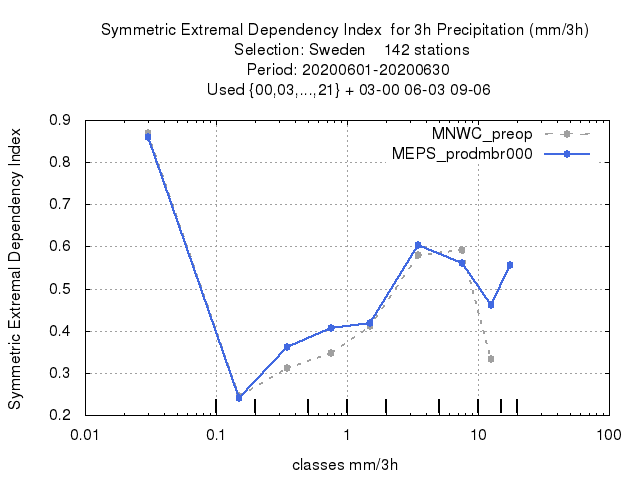 Symmetric Extremal Dependency Index  for 3h Precipitation (mm/3h)
Selection: Sweden    142 stations
Period: 20200601-20200630
Used {00,03,...,21} + 03-00 06-03 09-06
MNWC_preop
MEPS_prodmbr000
Symmetric Extremal Dependency Index
0.9
0.8
0.7
0.6
0.5
0.4
0.3
0.2
0.01 0.1 1 10 100
classes mm/3h